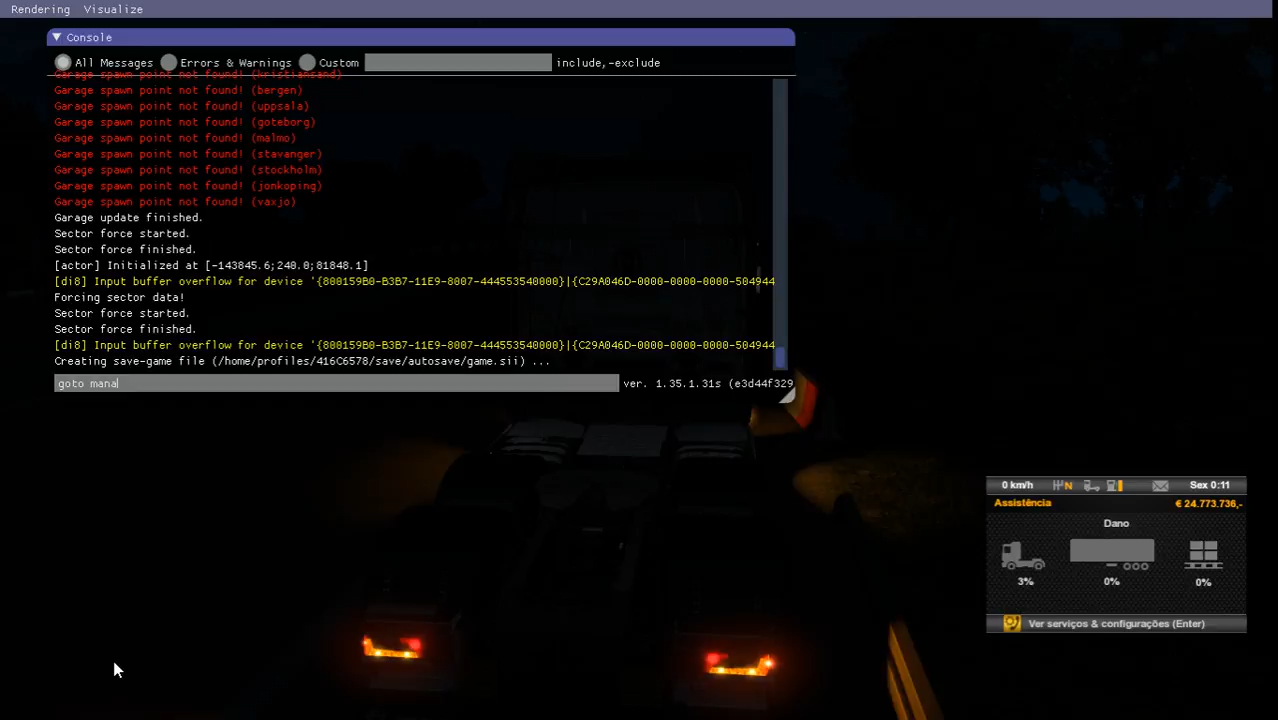 Rendering Visualize
Console
All Messages Errors & Warnings Custom include,-exclude
Garage spawn point not found! (kristiansand)
Garage spawn point not found! (bergen)
Garage spawn point not found! (uppsala)
Garage spawn point not found! (goteborg)
Garage spawn point not found! (malmo)
Garage spawn point not found! (stavanger)
Garage spawn point not found! (stockholm)
Garage spawn point not found! (jonkoping)
Garage spawn point not found! (vaxjo)
Garage update finished.
Sector force started.
Sector force finished.
[actor] Initialized at [-143845.6;240.0;81848.1]
[di8] Input buffer overflow for device '{800159B0-B3B7-11E9-8007-444553540000}|{C29A046D-0000-0000-0000-504944
Forcing sector data!
Sector force started.
Sector force finished.
[di8] Input buffer overflow for device '{800159B0-B3B7-11E9-8007-444553540000}|{C29A046D-0000-0000-0000-504944
Creating save-game file (/home/profiles/416C6578/save/autosave/game.sii) ...
goto mana ver. 1.35.1.31s (e3d44f329
0 km/h N Sex 0:11
Assistência € 24.773.736,-
Dano
3% 0% 0%
Ver serviços & configurações (Enter)